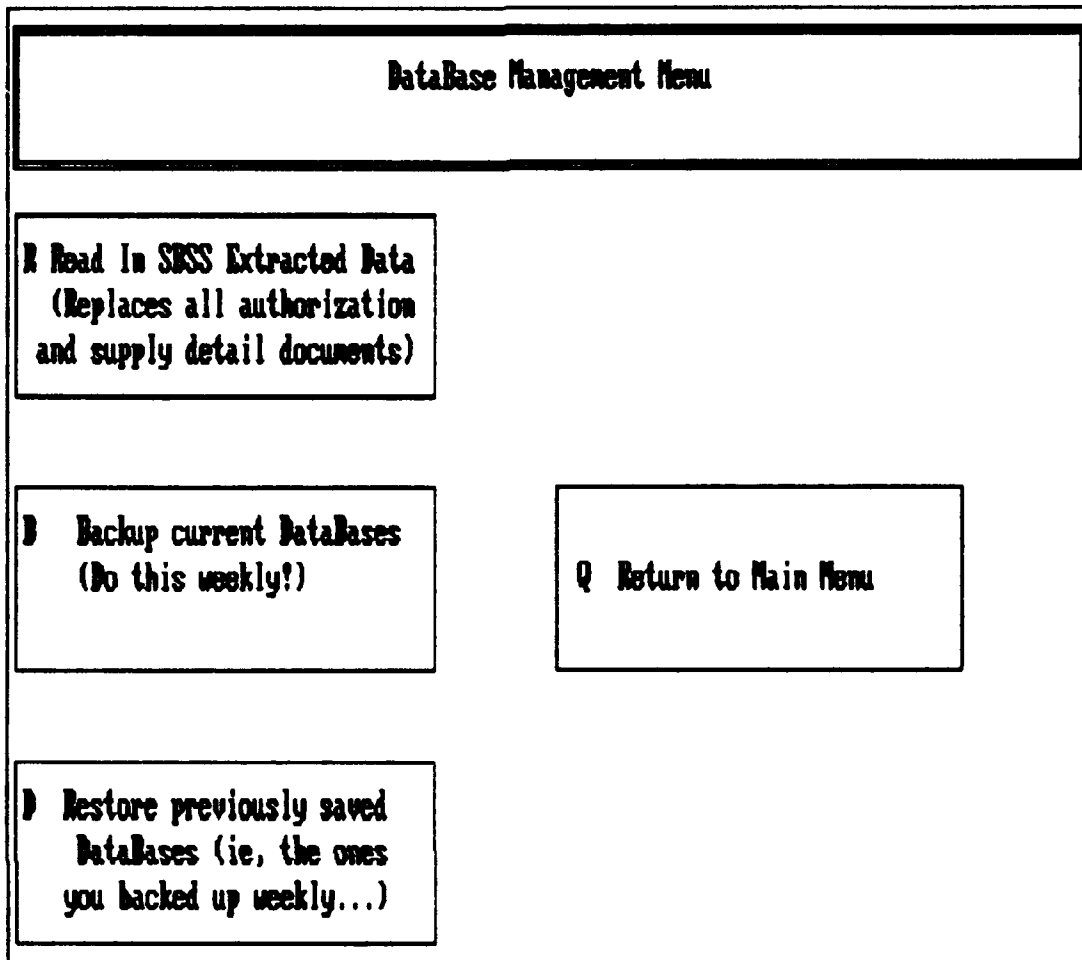 DataBase Management Menu
R Read In SBSS Extracted Data
(Replaces all authorization
and supply detail documents)
B Backup current DataBases
(Do this weekly!)
Q Return to Main Menu
D Restore previously saved
DataBases (ie, the ones
you backed up weekly...)